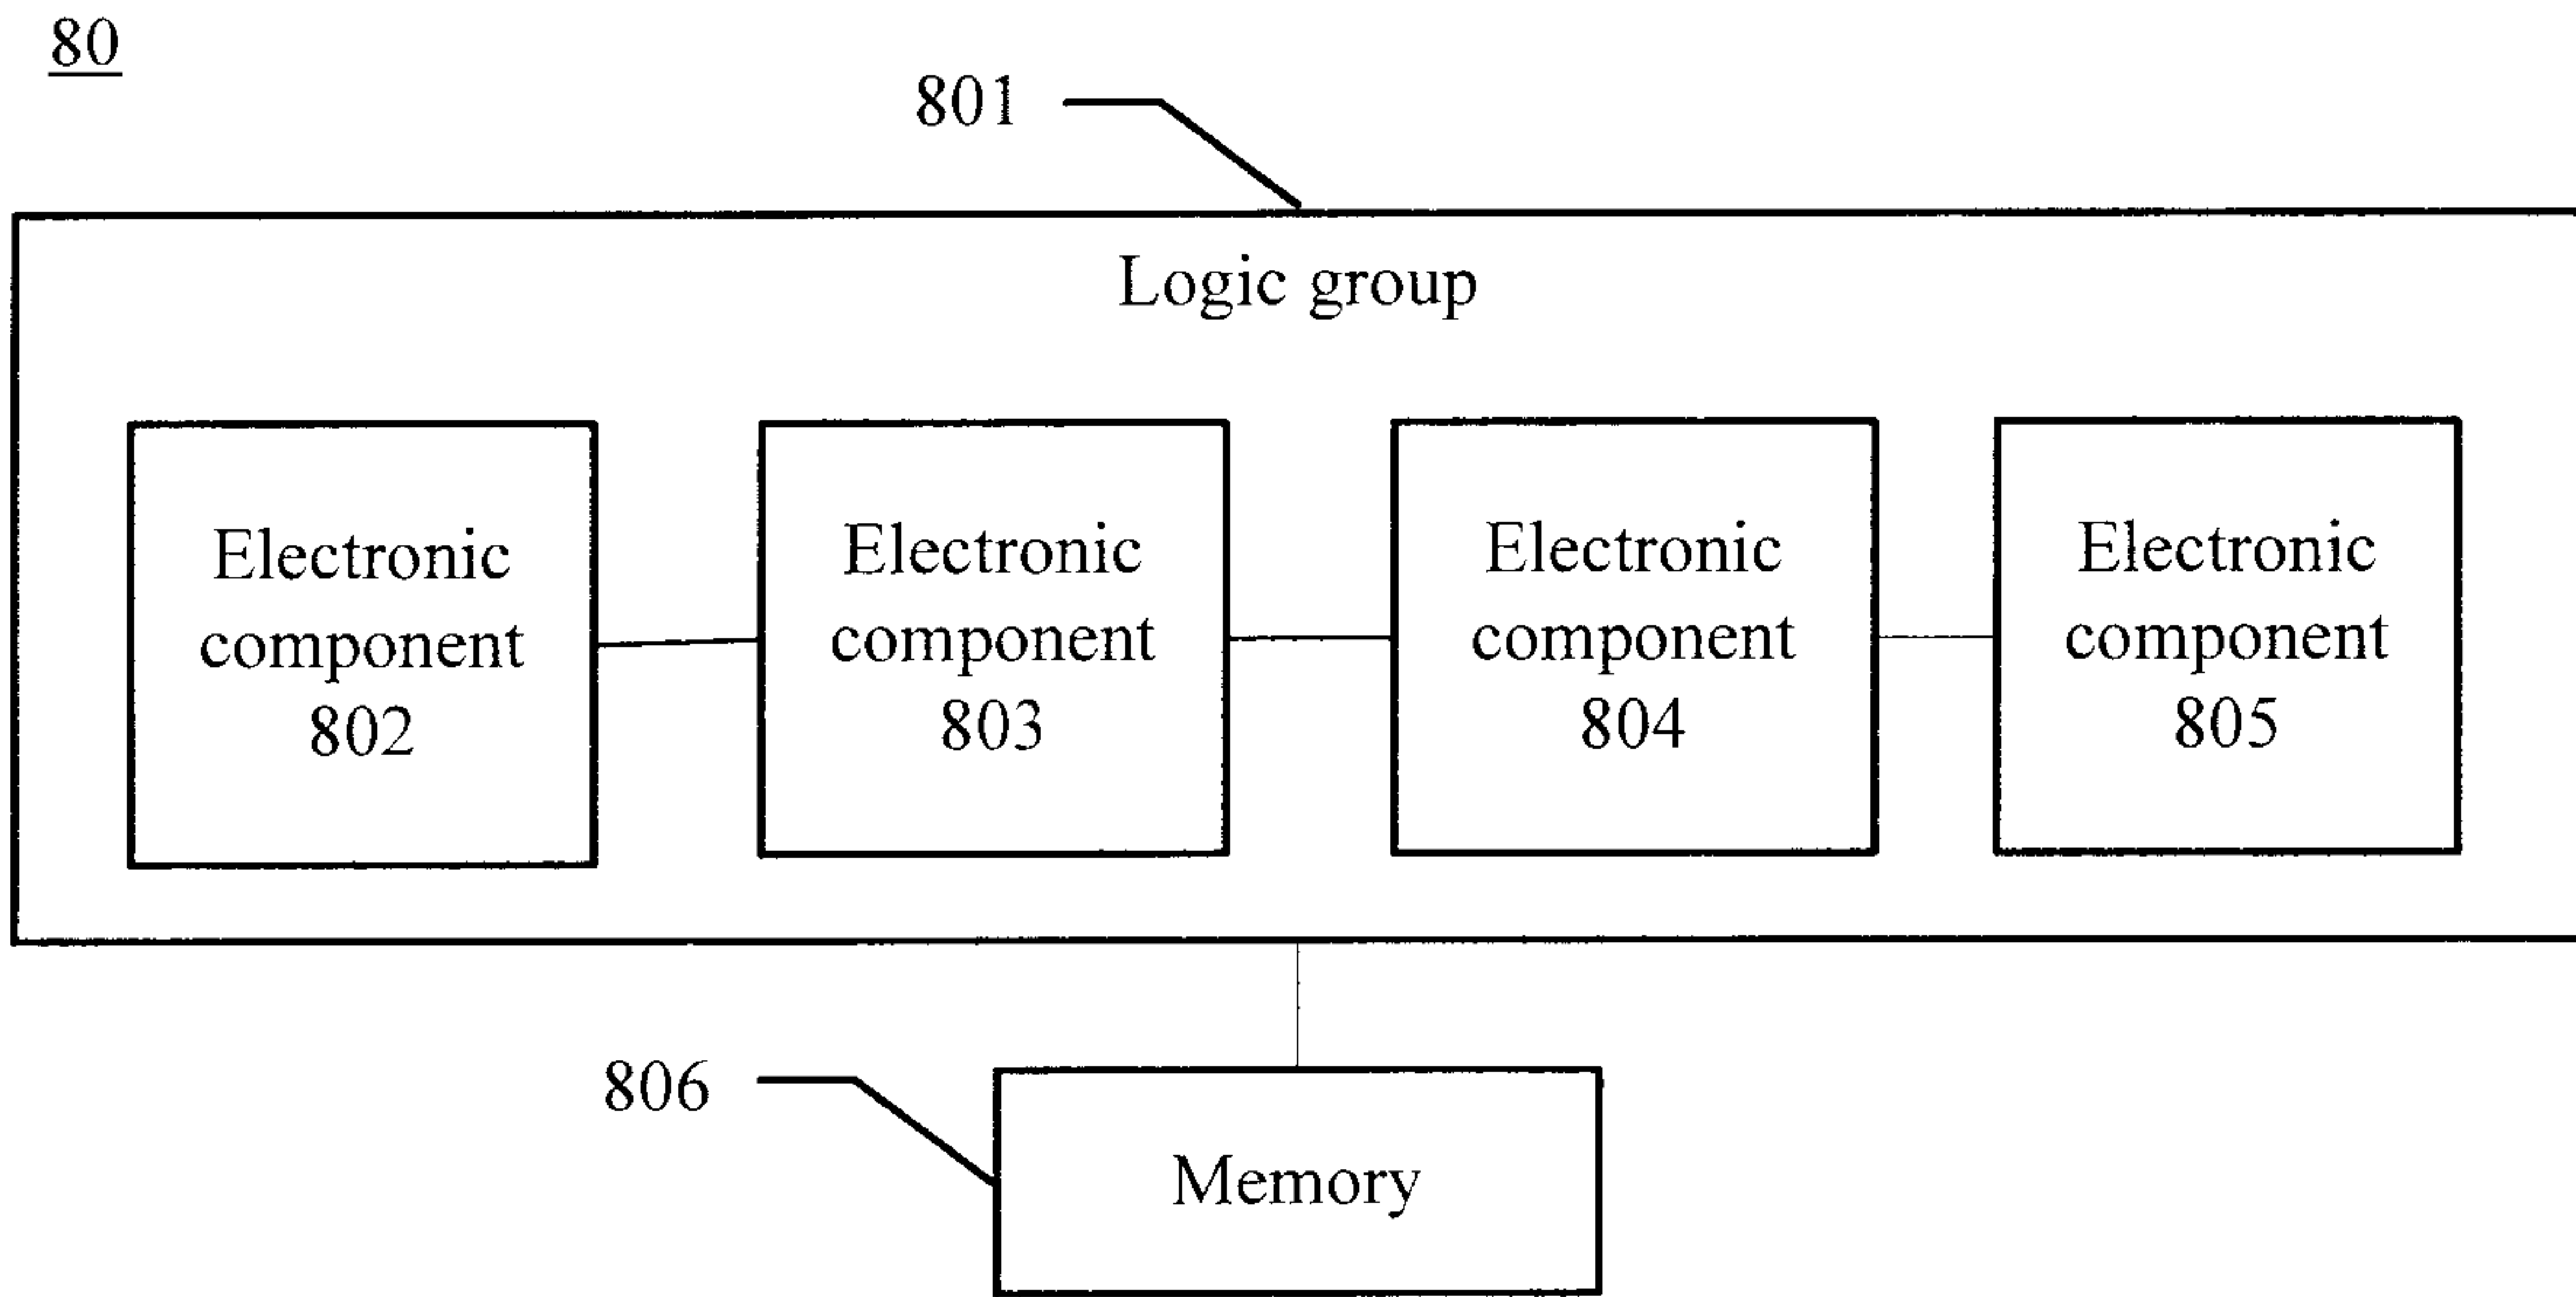 80
801
Logic group
Electronic
component
802
Electronic
component
803
Electronic
component
804
Electronic
component
805
806
Memory